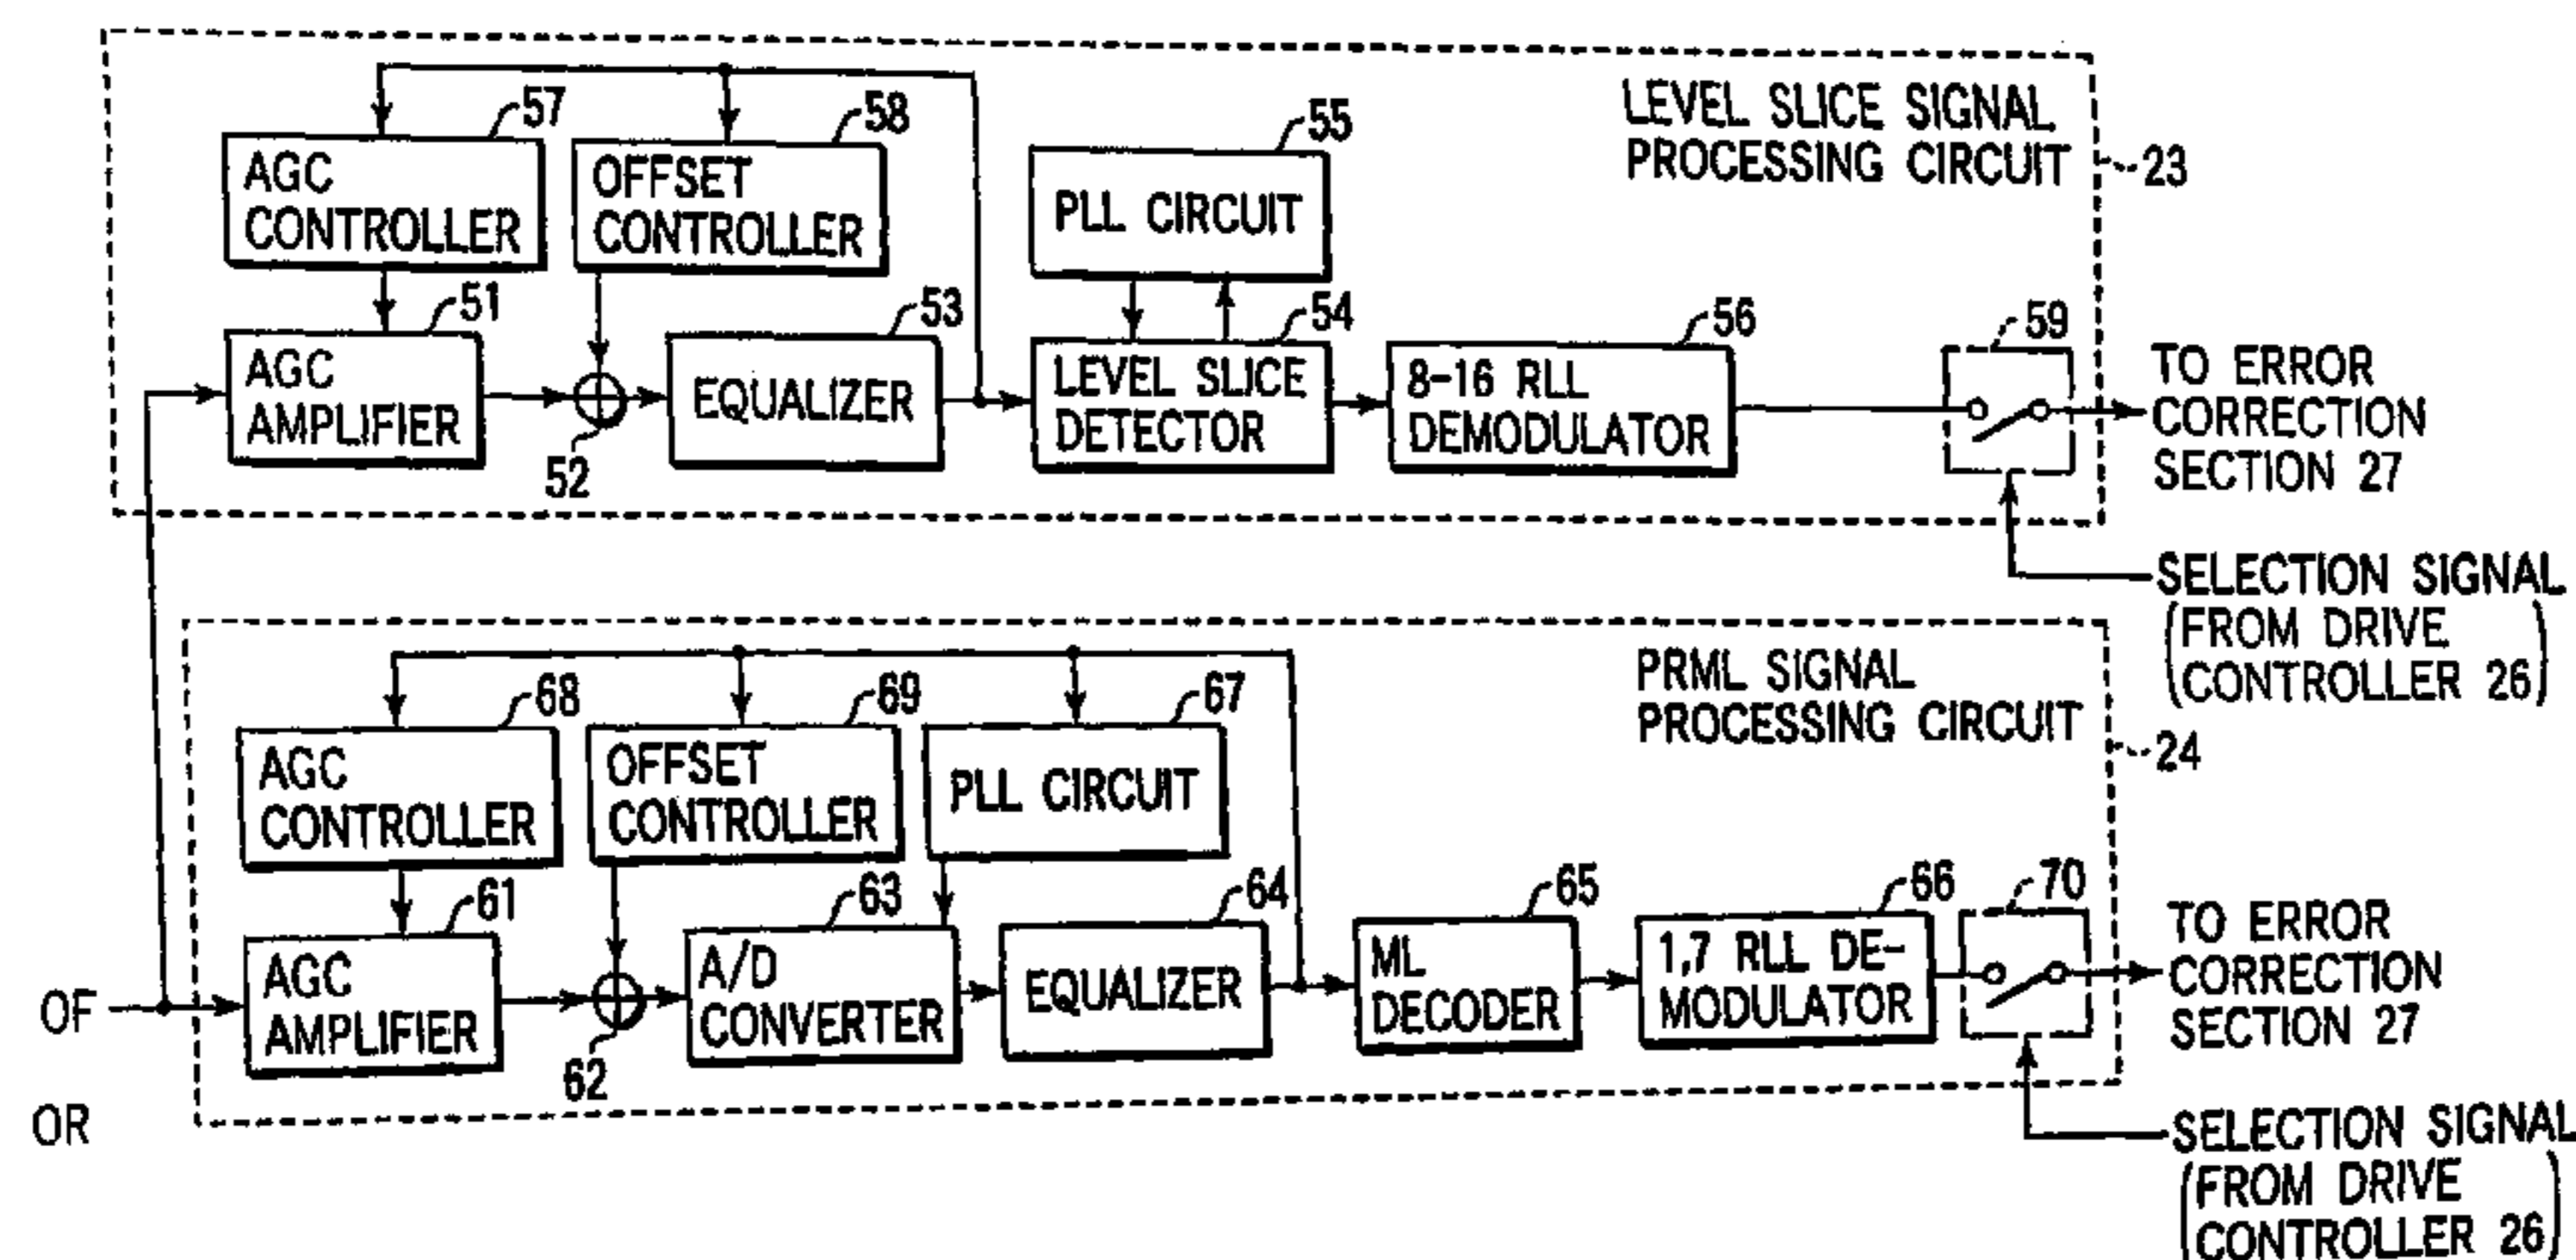 LEVEL SLICE SIGNAL
PROCESSING CIRCUIT
23
57
AGC
CONTROLLER
58
OFFSET
CONTROLLER
55
PLL CIRCUIT
51
AGC
AMPLIFIER
52
53
EQUALIZER
54
LEVEL SLICE
DETECTOR
56
8-16 RLL
DEMODULATOR
59
TO ERROR
CORRECTION
SECTION 27
SELECTION SIGNAL
(FROM DRIVE
CONTROLLER 26)
PRML SIGNAL
PROCESSING CIRCUIT
24
68
AGC
CONTROLLER
69
OFFSET
CONTROLLER
67
PLL CIRCUIT
OF
61
AGC
AMPLIFIER
62
63
A/D
CONVERTER
64
EQUALIZER
65
ML
DECODER
66
1,7 RLL DE-
MODULATOR
70
TO ERROR
CORRECTION
SECTION 27
OR
SELECTION SIGNAL
(FROM DRIVE
CONTROLLER 26)